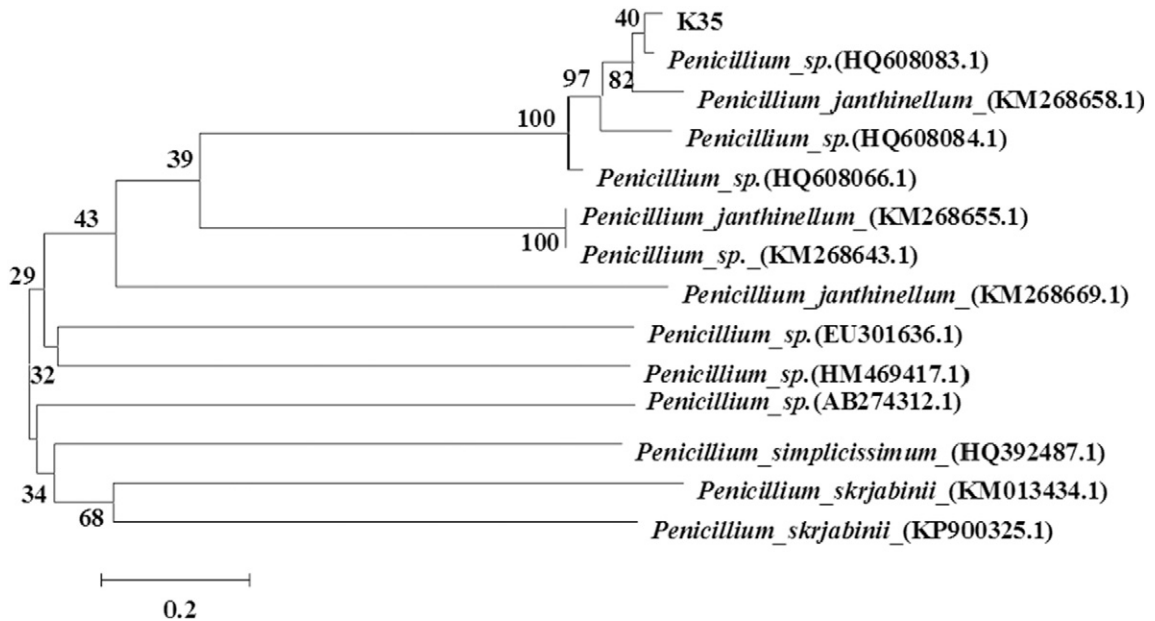 40
K35
Penicillium_sp.(HQ608083.1)
97
82
Penicillium_janthinellum_(KM268658.1)
100
Penicillium_sp.(HQ608084.1)
39
Penicillium_sp.(HQ608066.1)
43
Penicillium_janthinellum_(KM268655.1)
100
Penicillium_sp._(KM268643.1)
29
Penicillium_janthinellum_(KM268669.1)
Penicillium_sp.(EU301636.1)
32
Penicillium_sp.(HM469417.1)
Penicillium_sp.(AB274312.1)
Penicillium_simplicissimum_(HQ392487.1)
34
Penicillium_skrjabinii_(KM013434.1)
68
Penicillium_skrjabinii_(KP900325.1)
0.2